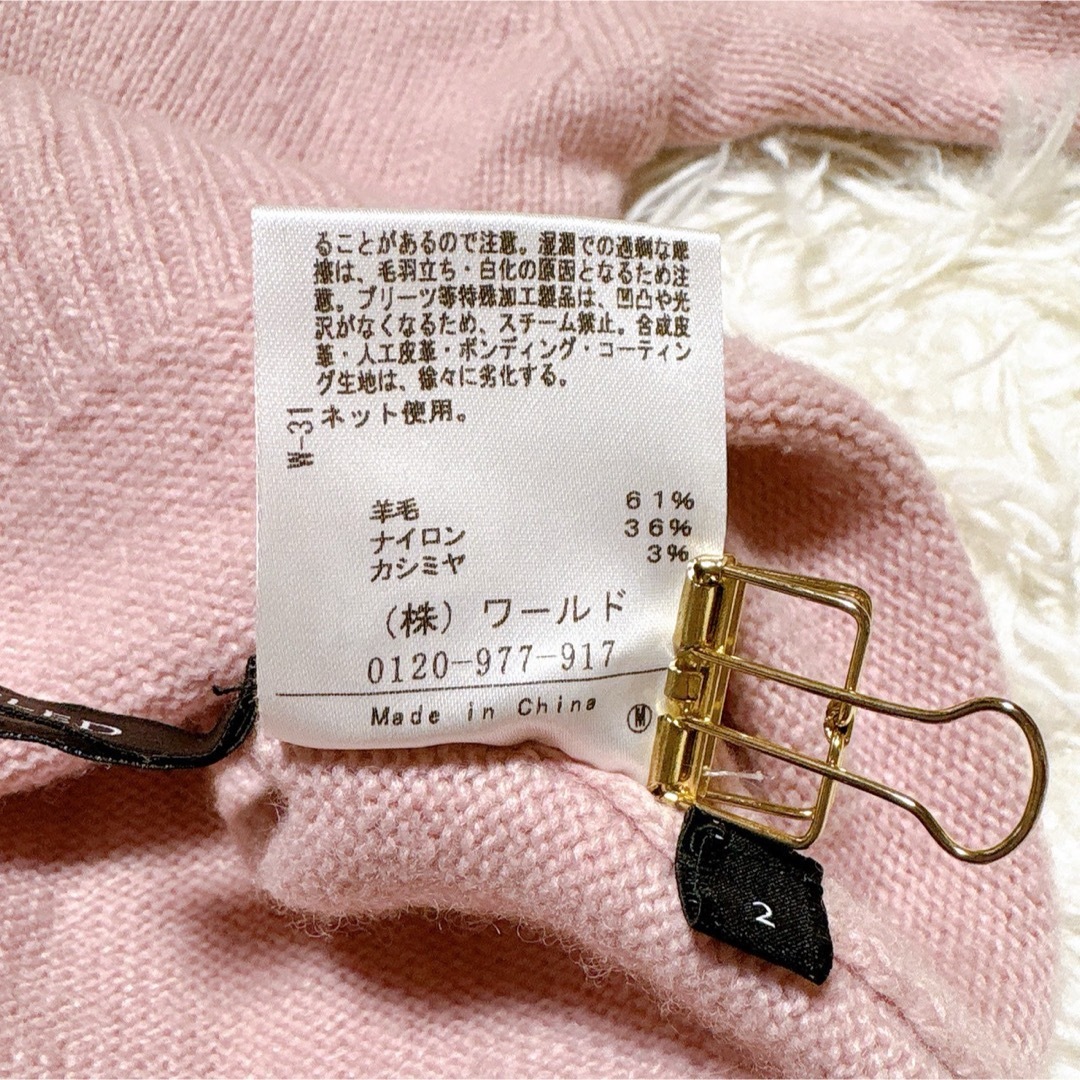 ることがあるので注意。湿潤での過剰な摩
擦は、毛羽立ち・白化の原因となるため注
意。プリーツ等特殊加工製品は、凹凸や光
沢がなくなるため、スチーム禁止。合成皮
革・人工皮革・ボンディング・コーティン
グ生地は、徐々に劣化する。
ネット使用。
W-31
羊毛 61%
ナイロン 36%
カシミヤ 3%
(株) ワールド
0120-977-917
Made in China
M
2